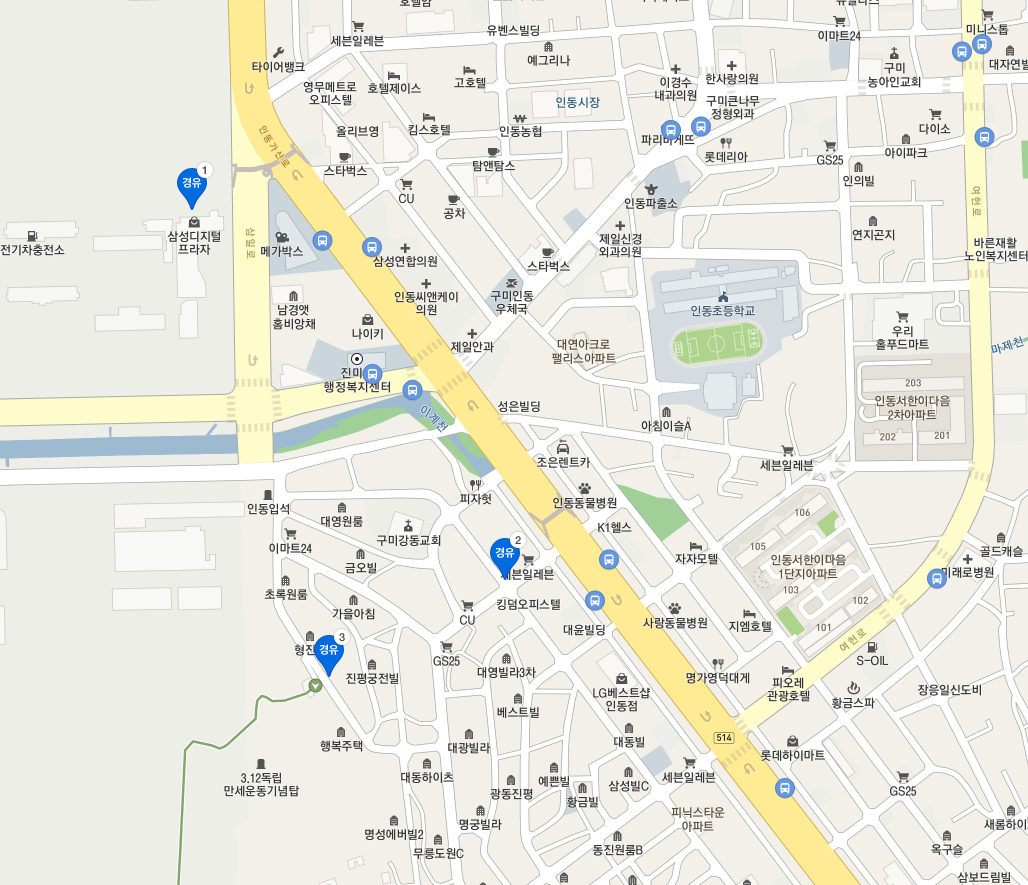 호텔맘
유벤스빌딩
세븐일레븐
타이어뱅크
예그리나
영무메트로
오피스텔
호텔제이스
고호텔
이경수
내과의원
한사랑의원
이마트24
미니스톱
구미
농아인교회
대자연빌
구미큰나무
정형외과
인동시장
올리브영
킴스호텔
인동농협
파리바게뜨
다이소
인동가산로
스타벅스
탐앤탐스
롯데리아
GS25
아이파크
1
경유
CU
공차
인의빌
인동파출소
여헌로
삼성디지털
프라자
전기차충전소
삼일로
메가박스
삼성연합의원
제일신경
외과의원
스타벅스
연지곤지
바른재활
노인복지센터
인동씨앤케이
의원
구미인동
우체국
남경앳
홈비앙채
인동초등학교
나이키
제일안과
대연아크로
팰리스아파트
우리
홀푸드마트
마제천
진미
행정복지센터
203
인동서한이다음
2차아파트
202
201
이계천
성은빌딩
아침이슬A
조은렌트카
세븐일레븐
피자헛
인동동물병원
인동입석
대영원룸
106
구미강동교회
K1헬스
이마트24
2
경유
세븐일레븐
105
골드캐슬
금오빌
자자모텔
인동서한이다음
1단지아파트
미래로병원
초록원룸
가을아침
CU
킹덤오피스텔
103
102
대윤빌딩
사랑동물병원
지엠호텔
101
여헌로
3
경유
GS25
S-OIL
진평궁전빌
대영빌라3차
LG베스트샵
인동점
명가영덕대게
피오레
관광호텔
황금스파
장응일신도비
베스트빌
행복주택
대광빌라
대동빌
514
롯데하이마트
3.12독립
만세운동기념탑
대동하이츠
예쁜빌
세븐일레븐
광동진평
황금빌
삼성빌C
GS25
명성에버빌2
명궁빌라
피닉스타운
아파트
새롬하이
무릉도원C
동진원룸B
옥구슬
삼보드림빌